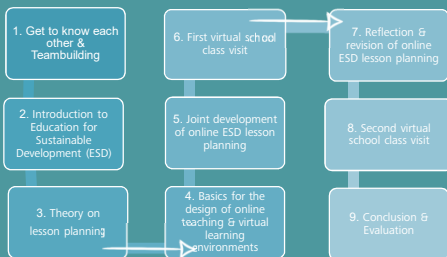 1. Get to know each
other &
Teambuilding
2. Introduction to
Education for
Sustainable
Development (ESD)
3. Theory on
lesson planning
4. Basics for the
design of online
teaching & virtual
learning
environments
5. Joint development
of online ESD lesson
planning
6. First virtual school
class visit
7. Reflection &
revision of online
ESD lesson planning
8. Second virtual
school class visit
9. Conclusion &
Evaluation